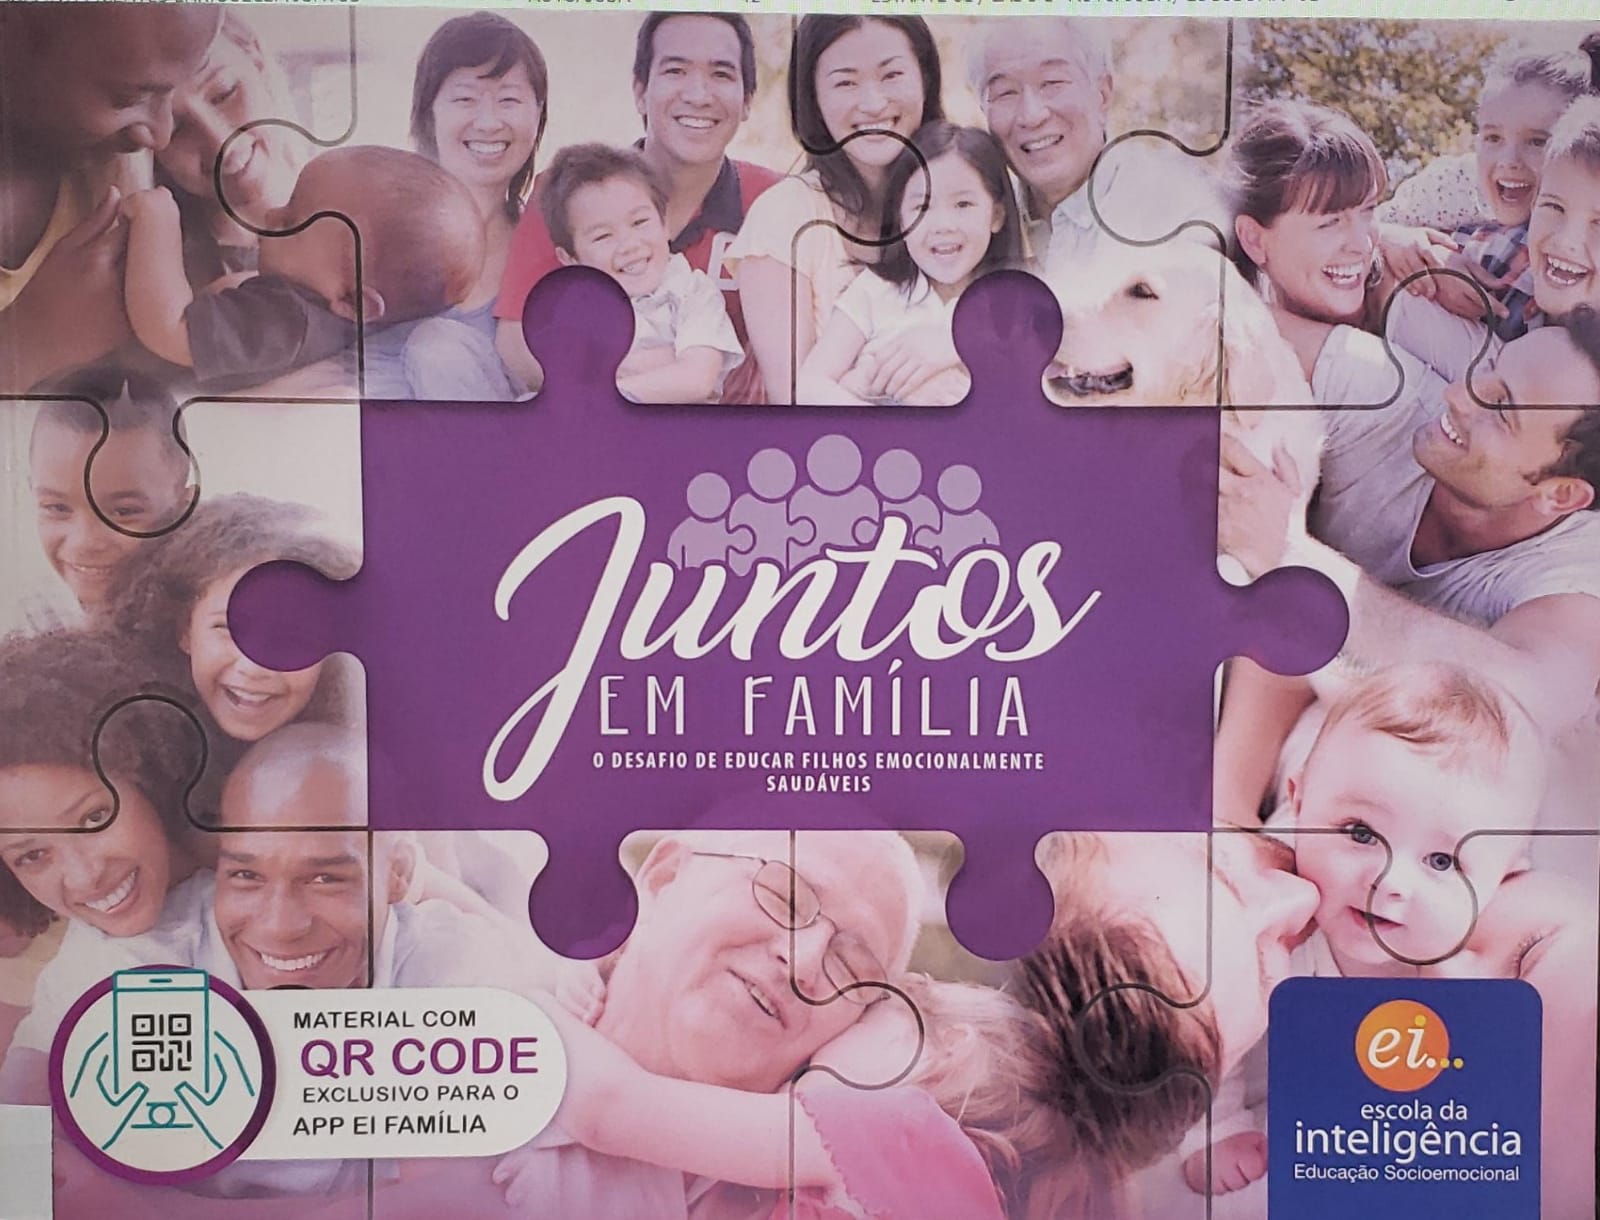 Juntos
EM FAMÍLIA
O DESAFIO DE EDUCAR FILHOS EMOCIONALMENTE
SAUDÁVEIS
MATERIAL COM
QR CODE
EXCLUSIVO PARA O
APP EI FAMÍLIA
ei...
escola da
inteligência
Educação Socioemocional